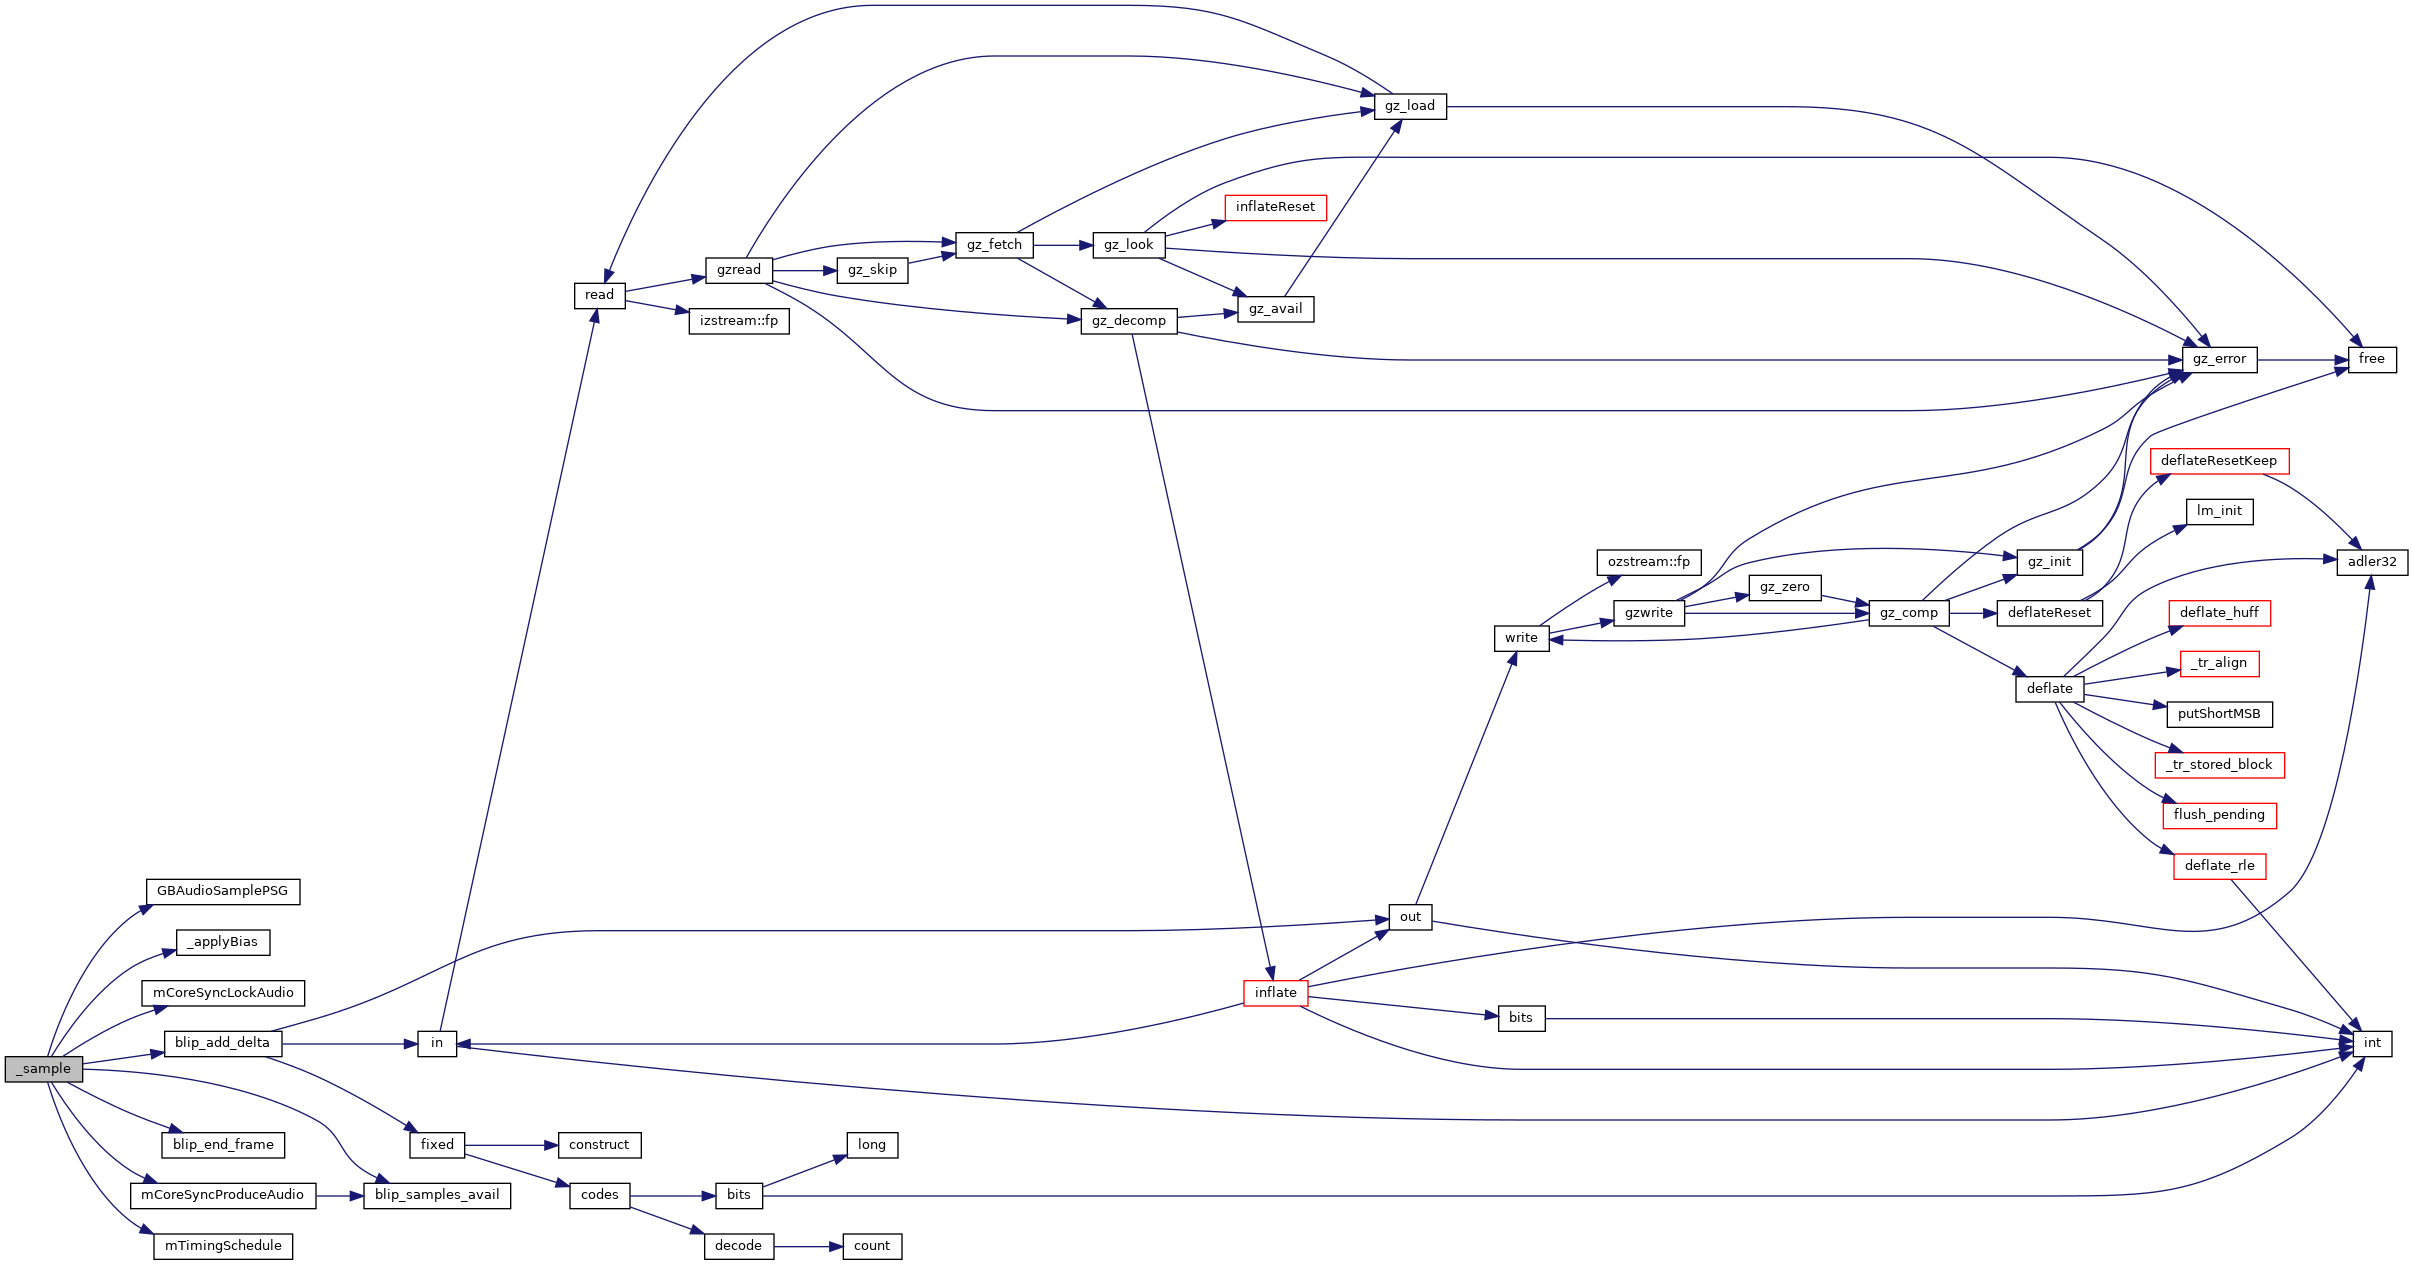 gz_load
inflateReset
gz_fetch
gz_look
gzread
gz_skip
read
gz_avail
izstream::fp
gz_decomp
gz_error
free
deflateResetKeep
lm_init
ozstream::fp
gz_init
adler32
gz_zero
gzwrite
gz_comp
deflateReset
deflate_huff
write
_tr_align
deflate
putShortMSB
_tr_stored_block
flush_pending
deflate_rle
GBAudioSamplePSG
out
_applyBias
mCoreSyncLockAudio
inflate
bits
blip_add_delta
in
int
_sample
blip_end_frame
fixed
construct
long
mCoreSyncProduceAudio
blip_samples_avail
codes
bits
mTimingSchedule
decode
count